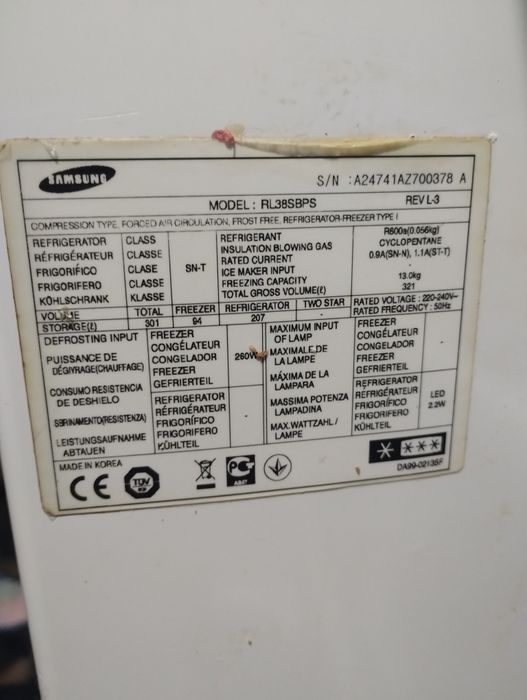 SAMSUNG
S/N :A24741AZ700378 A
MODEL: RL38SBPS REV L-3
COMPRESSION TYPE, FORCED AIR CIRCULATION, FROST FREE, REFRIGERATOR-FREEZER TYPE I
REFRIGERATOR CLASS
RÉFRIGÉRATEUR CLASSE
FRIGORIFICO CLASE
FRIGORIFERO CLASSE
KÜHLSCHRANK KLASSE
SN-T
REFRIGERANT R600a(0.056kg)
INSULATION BLOWING GAS CYCLOPENTANE
RATED CURRENT 0.9A(SN-N), 1.1A(ST-T)
ICE MAKER INPUT
FREEZING CAPACITY 13.0kg
TOTAL GROSS VOLUME(ℓ) 321
VOLUME TOTAL FREEZER REFRIGERATOR TWO STAR
STORAGE(ℓ) 301 94 207 -
RATED VOLTAGE : 220-240V~
RATED FREQUENCY : 50Hz
DEFROSTING INPUT
PUISSANCE DE
DÉGIVRAGE(CHAUFFAGE)
CONSUMO RESISTENCIA
DE DESHIELO
SBRINAMENTO(RESISTENZA)
LEISTUNGSAUFNAHME
ABTAUEN
FREEZER
CONGÉLATEUR
CONGELADOR
FREEZER
GEFRIERTEIL
260W
REFRIGERATOR
RÉFRIGÉRATEUR
FRIGORÍFICO
FRIGORIFERO
KÜHLTEIL
-
MAXIMUM INPUT
OF LAMP
MAXIMALE DE
LA LAMPE
MÁXIMA DE LA
LAMPARA
MASSIMA POTENZA
LAMPADINA
MAX.WATTZAHL /
LAMPE
FREEZER
CONGÉLATEUR
CONGELADOR
FREEZER
GEFRIERTEIL
-
REFRIGERATOR
RÉFRIGÉRATEUR
FRIGORÍFICO
FRIGORIFERO
KÜHLTEIL
LED
2.2W
MADE IN KOREA
CE
TÜV
PG
АЯ46
DA99-02135F